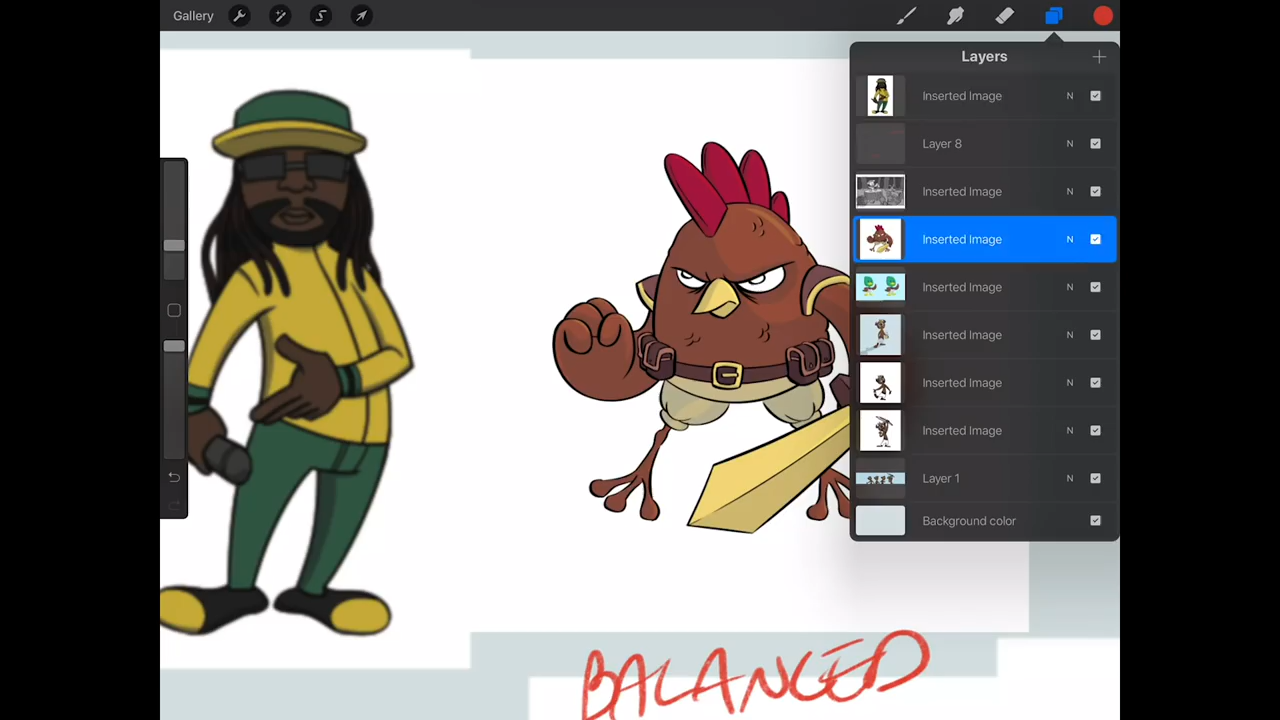 Gallery
Layers
Inserted Image N
Layer 8 N
Inserted Image N
Inserted Image N
Inserted Image N
Inserted Image N
Inserted Image N
Inserted Image N
Layer 1 N
Background color
BALANCED